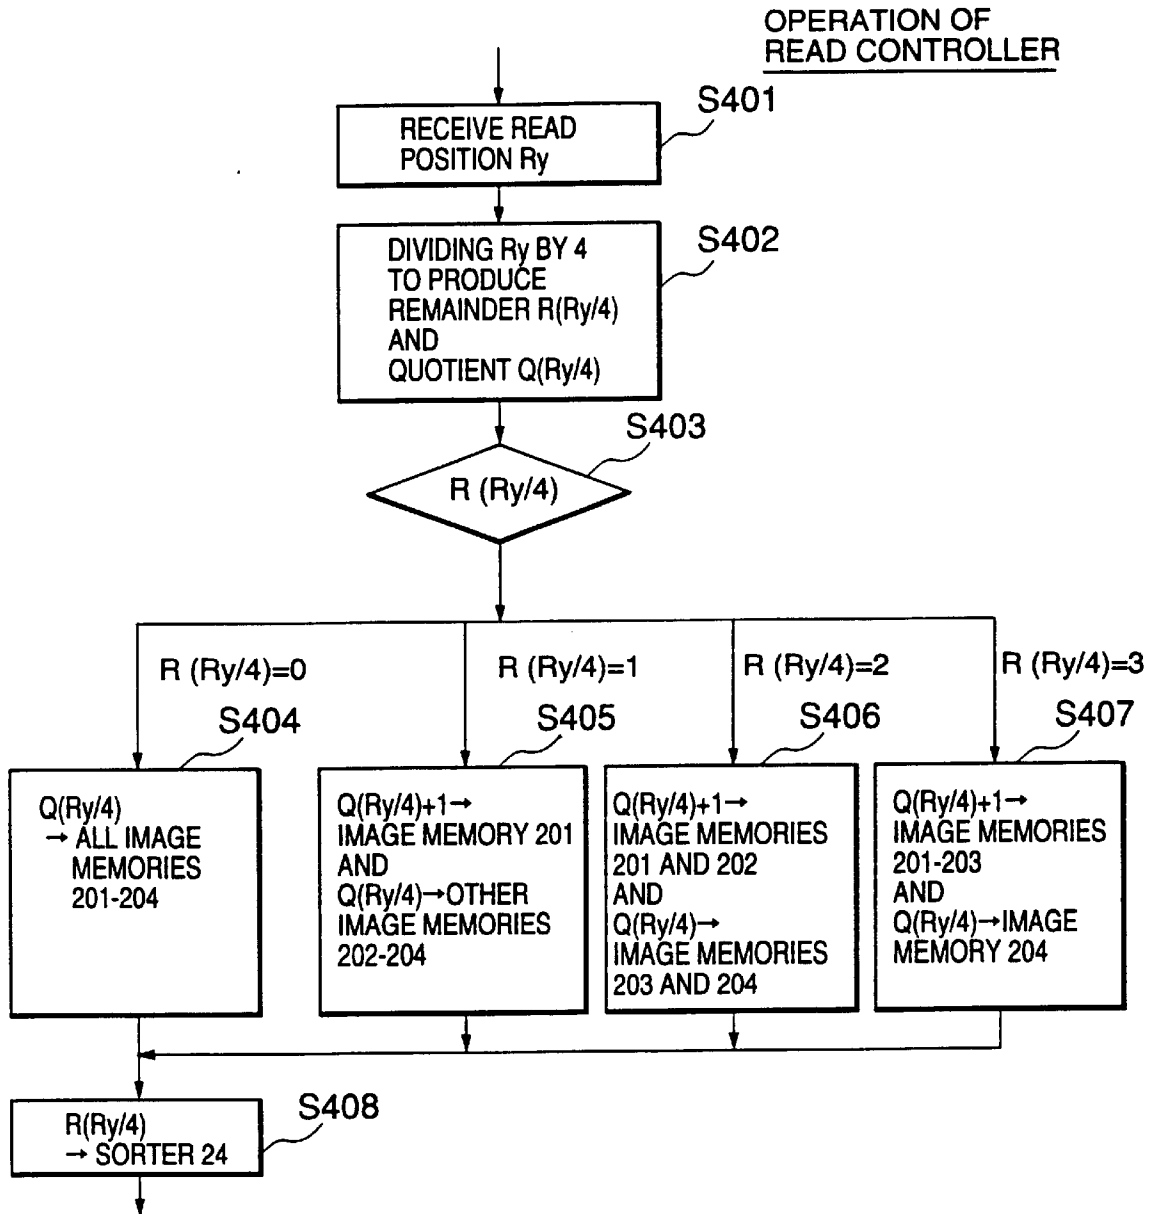 OPERATION OF
READ CONTROLLER
S401
RECEIVE READ
POSITION Ry
S402
DIVIDING Ry BY 4
TO PRODUCE
REMAINDER R(Ry/4)
AND
QUOTIENT Q(Ry/4)
S403
R (Ry/4)
R (Ry/4)=0
R (Ry/4)=1
R (Ry/4)=2
R (Ry/4)=3
S404
Q(Ry/4)
→ ALL IMAGE
MEMORIES
201-204
S405
Q(Ry/4)+1→
IMAGE MEMORY 201
AND
Q(Ry/4)→OTHER
IMAGE MEMORIES
202-204
S406
Q(Ry/4)+1→
IMAGE MEMORIES
201 AND 202
AND
Q(Ry/4)→
IMAGE MEMORIES
203 AND 204
S407
Q(Ry/4)+1→
IMAGE MEMORIES
201-203
AND
Q(Ry/4)→IMAGE
MEMORY 204
S408
R(Ry/4)
→ SORTER 24